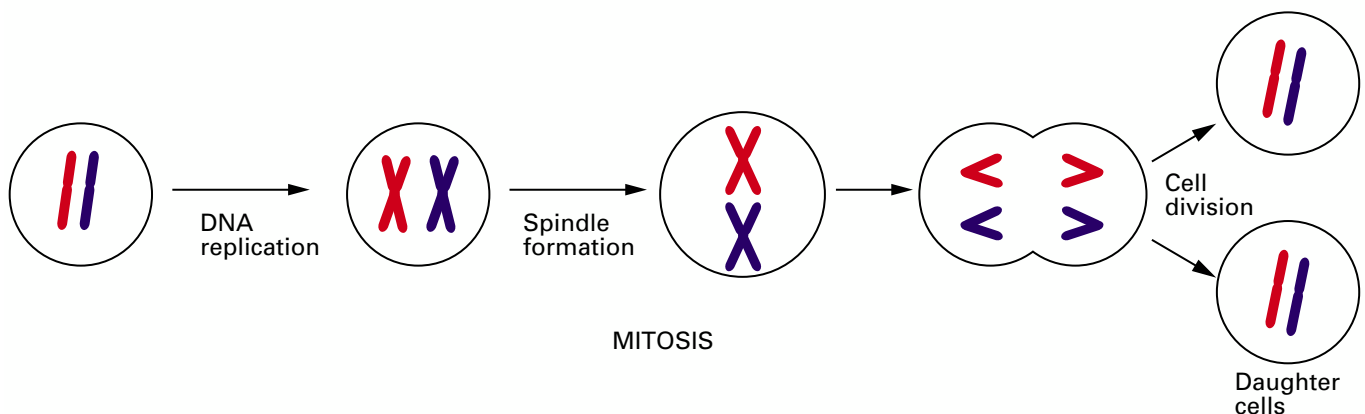 DNA
replication
Spindle
formation
Cell
division
MITOSIS
Daughter
cells